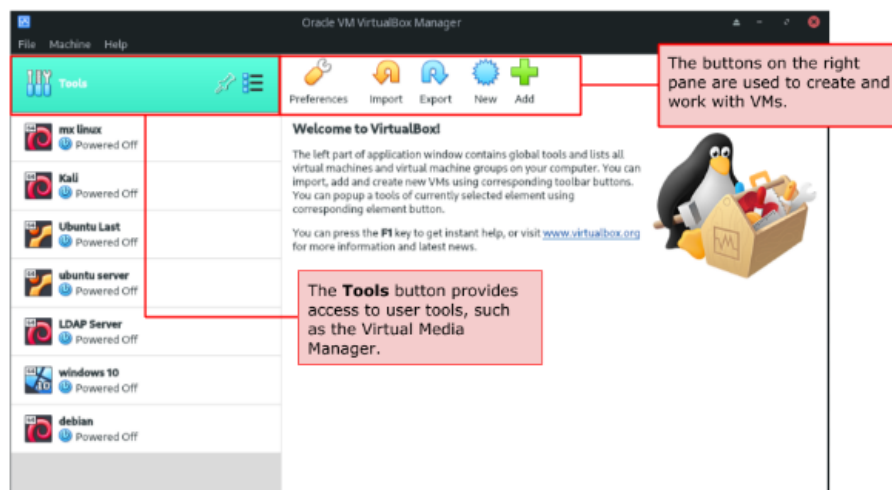 Oracle VM VirtualBox Manager
File Machine Help
Tools
Preferences Import Export New Add
The buttons on the right
pane are used to create and
work with VMs.
mx linux
Powered Off
Kali
Powered Off
Ubuntu Last
Powered Off
ubuntu server
Powered Off
LDAP Server
Powered Off
windows 10
Powered Off
debian
Powered Off
Welcome to VirtualBox!
The left part of application window contains global tools and lists all
virtual machines and virtual machine groups on your computer. You can
import, add and create new VMs using corresponding toolbar buttons.
You can popup a tools of currently selected element using
corresponding element button.
You can press the F1 key to get instant help, or visit www.virtualbox.org
for more information and latest news.
The Tools button provides
access to user tools, such
as the Virtual Media
Manager.